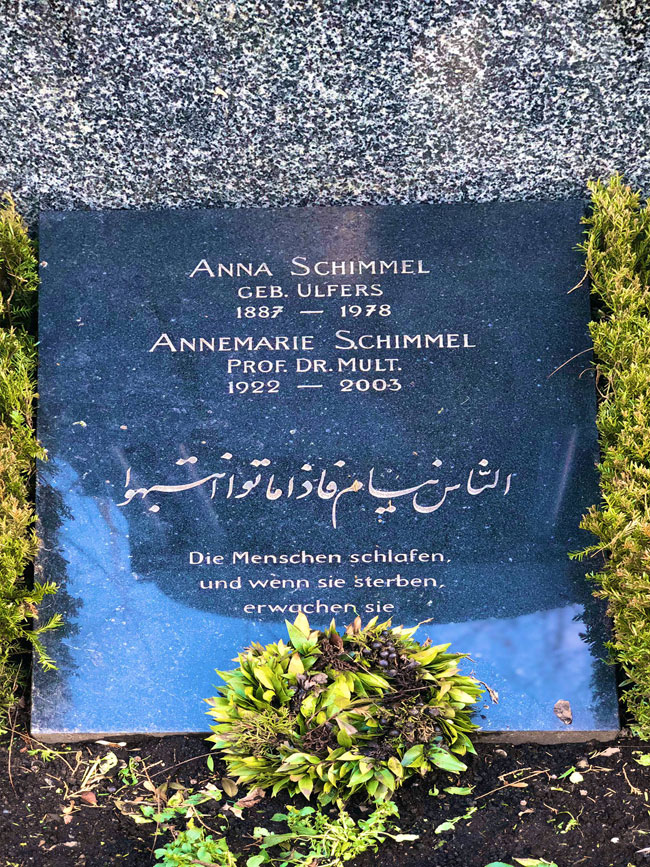 ANNA SCHIMMEL
GEB. ULFERS
1887 — 1978
ANNEMARIE SCHIMMEL
PROF. DR. MULT.
1922 — 2003
الناس نيام فاذا ماتوا انتبهوا
Die Menschen schlafen,
und wenn sie sterben,
erwachen sie